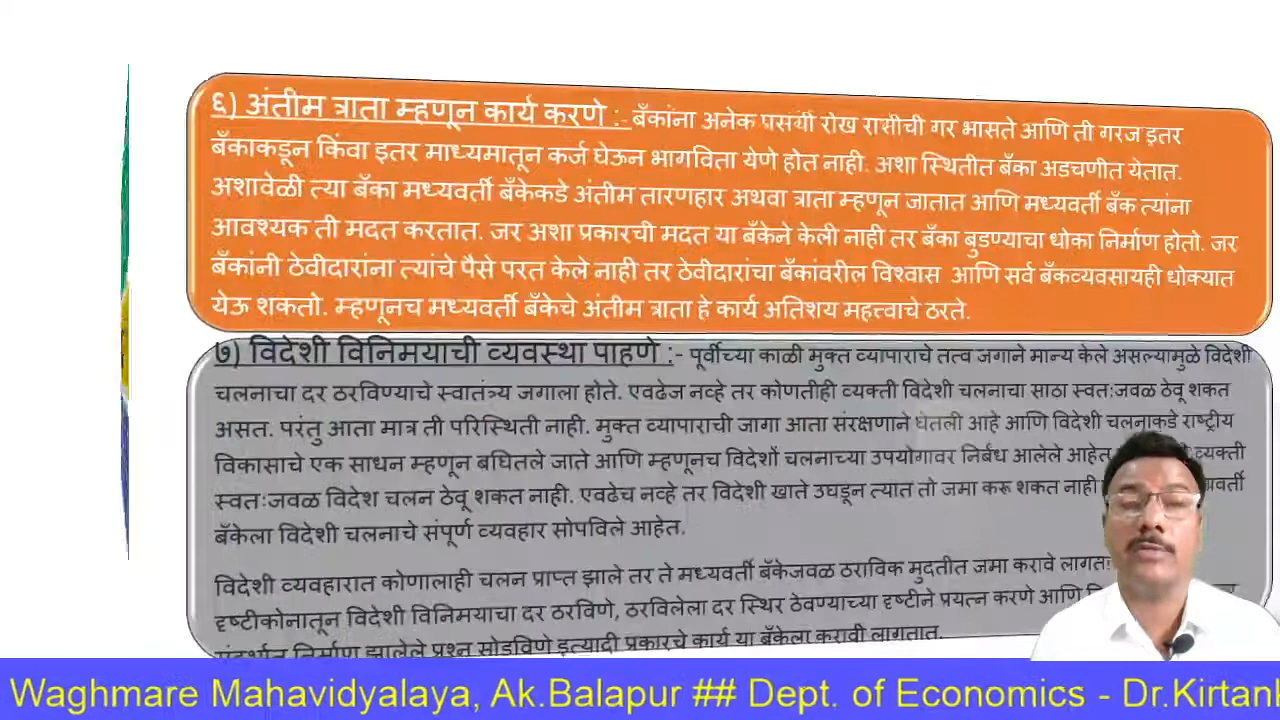 ६) अंतीम त्राता म्हणून कार्य करणे :- बँकांना अनेक प्रसंगी रोख राशीची गर भासते आणि ती गरज इतर
बँकाकडून किंवा इतर माध्यमातून कर्ज घेऊन भागविता येणे होत नाही. अशा स्थितीत बँका अडचणीत येतात.
अशावेळी त्या बँका मध्यवर्ती बँकेकडे अंतीम तारणहार अथवा त्राता म्हणून जातात आणि मध्यवर्ती बँक त्यांना
आवश्यक ती मदत करतात. जर अशा प्रकारची मदत या बँकेने केली नाही तर बँका बुडण्याचा धोका निर्माण होतो. जर
बँकांनी ठेवीदारांना त्यांचे पैसे परत केले नाही तर ठेवीदारांचा बँकांवरील विश्वास आणि सर्व बँकव्यवसायही धोक्यात
येऊ शकतो. म्हणूनच मध्यवर्ती बँकेचे अंतीम त्राता हे कार्य अतिशय महत्त्वाचे ठरते.
७) विदेशी विनिमयाची व्यवस्था पाहणे :- पूर्वीच्या काळी मुक्त व्यापाराचे तत्व जगाने मान्य केले असल्यामुळे विदेशी
चलनाचा दर ठरविण्याचे स्वातंत्र्य जगाला होते. एवढेज नव्हे तर कोणतीही व्यक्ती विदेशी चलनाचा साठा स्वतःजवळ ठेवू शकत
असत. परंतु आता मात्र ती परिस्थिती नाही. मुक्त व्यापाराची जागा आता संरक्षणाने घेतली आहे आणि विदेशी चलनाकडे राष्ट्रीय
विकासाचे एक साधन म्हणून बघितले जाते आणि म्हणूनच विदेशी चलनाच्या उपयोगावर निर्बंध आलेले आहेत व्यक्ती
स्वतःजवळ विदेश चलन ठेवू शकत नाही. एवढेच नव्हे तर विदेशी खाते उघडून त्यात तो जमा करू शकत नाही
बँकेला विदेशी चलनाचे संपूर्ण व्यवहार सोपविले आहेत.
विदेशी व्यवहारात कोणालाही चलन प्राप्त झाले तर ते मध्यवर्ती बँकेजवळ ठराविक मुदतीत जमा करावे
दृष्टीकोनातून विदेशी विनिमयाचा दर ठरविणे, ठरविलेला दर स्थिर ठेवण्याच्या दृष्टीने प्रयत्न करणे आणि
निर्माण झालेले प्रश्न सोडविणे इत्यादी प्रकारचे कार्य या बँकेला करावी लागतात.
Waghmare Mahavidyalaya, Ak.Balapur ## Dept. of Economics - Dr.Kirtan